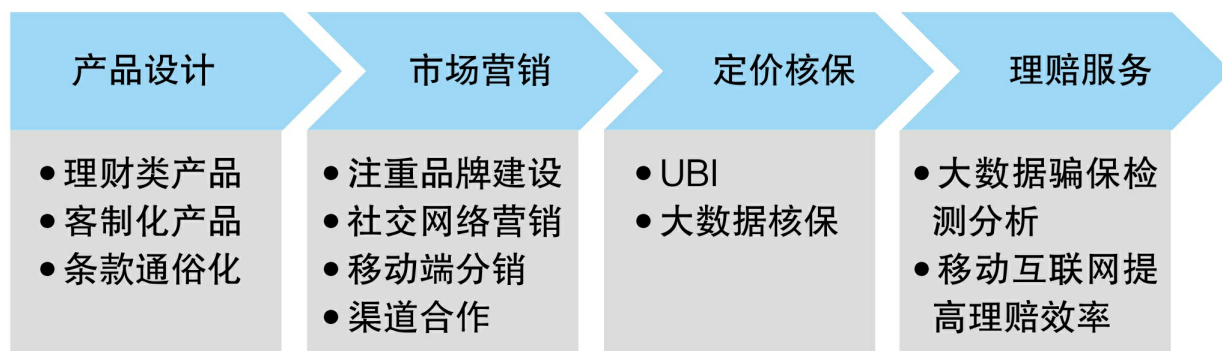 产品设计
市场营销
定价核保
理赔服务
• 理财类产品
• 客制化产品
• 条款通俗化
• 注重品牌建设
• 社交网络营销
• 移动端分销
• 渠道合作
• UBI
• 大数据核保
• 大数据骗保检
测分析
• 移动互联网提
高理赔效率